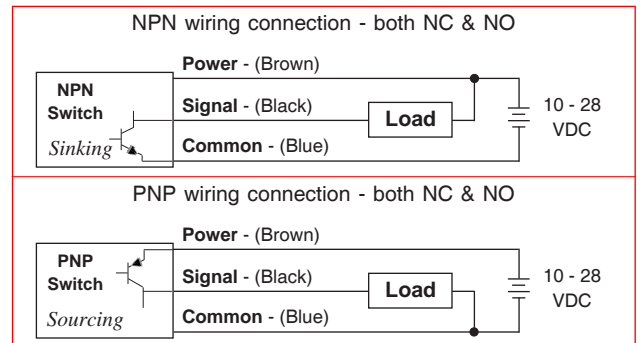 NPN wiring connection - both NC & NO
Power - (Brown)
NPN
Switch
Signal - (Black)
Load
10 - 28
VDC
Sinking
Common - (Blue)
PNP wiring connection - both NC & NO
Power - (Brown)
PNP
Switch
Signal - (Black)
Load
10 - 28
VDC
Sourcing
Common - (Blue)